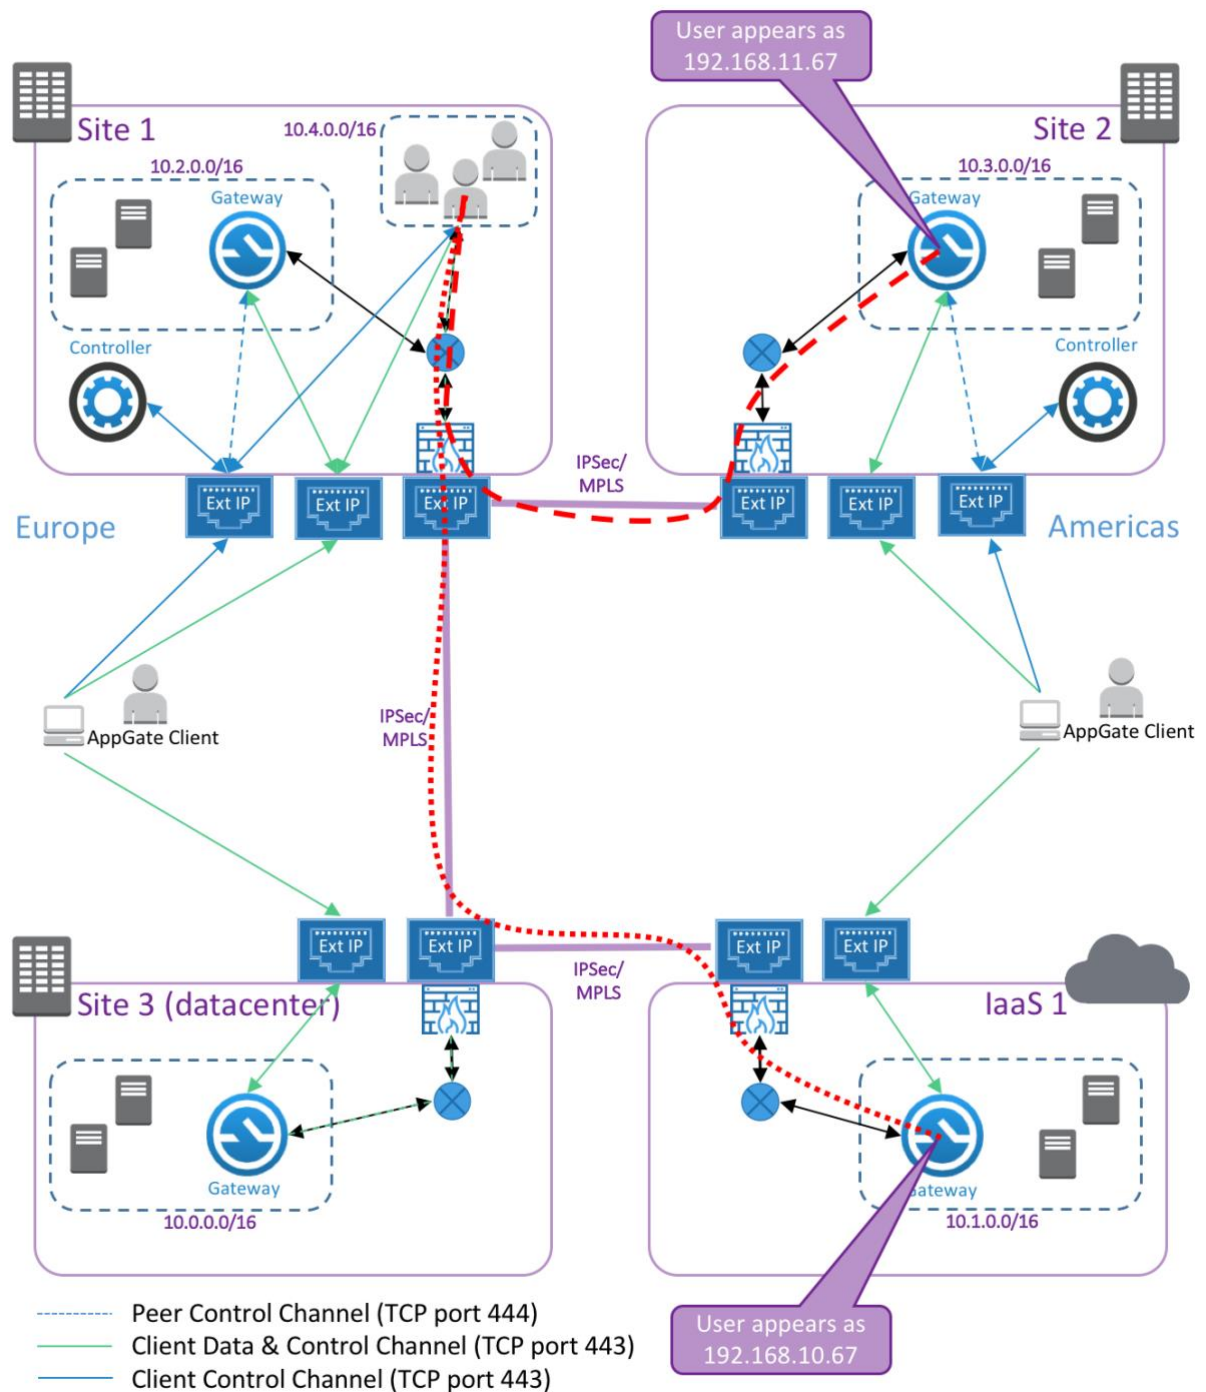 User appears as
192.168.11.67
Site 1
10.4.0.0/16
10.2.0.0/16
Gateway
Controller
Site 2
10.3.0.0/16
Gateway
Controller
Ext IP
Ext IP
Ext IP
IPSec/
MPLS
Ext IP
Ext IP
Ext IP
Europe
Americas
AppGate Client
IPSec/
MPLS
AppGate Client
Ext IP
Ext IP
IPSec/
MPLS
Ext IP
Ext IP
Site 3 (datacenter)
IaaS 1
Gateway
10.0.0.0/16
Gateway
10.1.0.0/16
User appears as
192.168.10.67
Peer Control Channel (TCP port 444)
Client Data & Control Channel (TCP port 443)
Client Control Channel (TCP port 443)